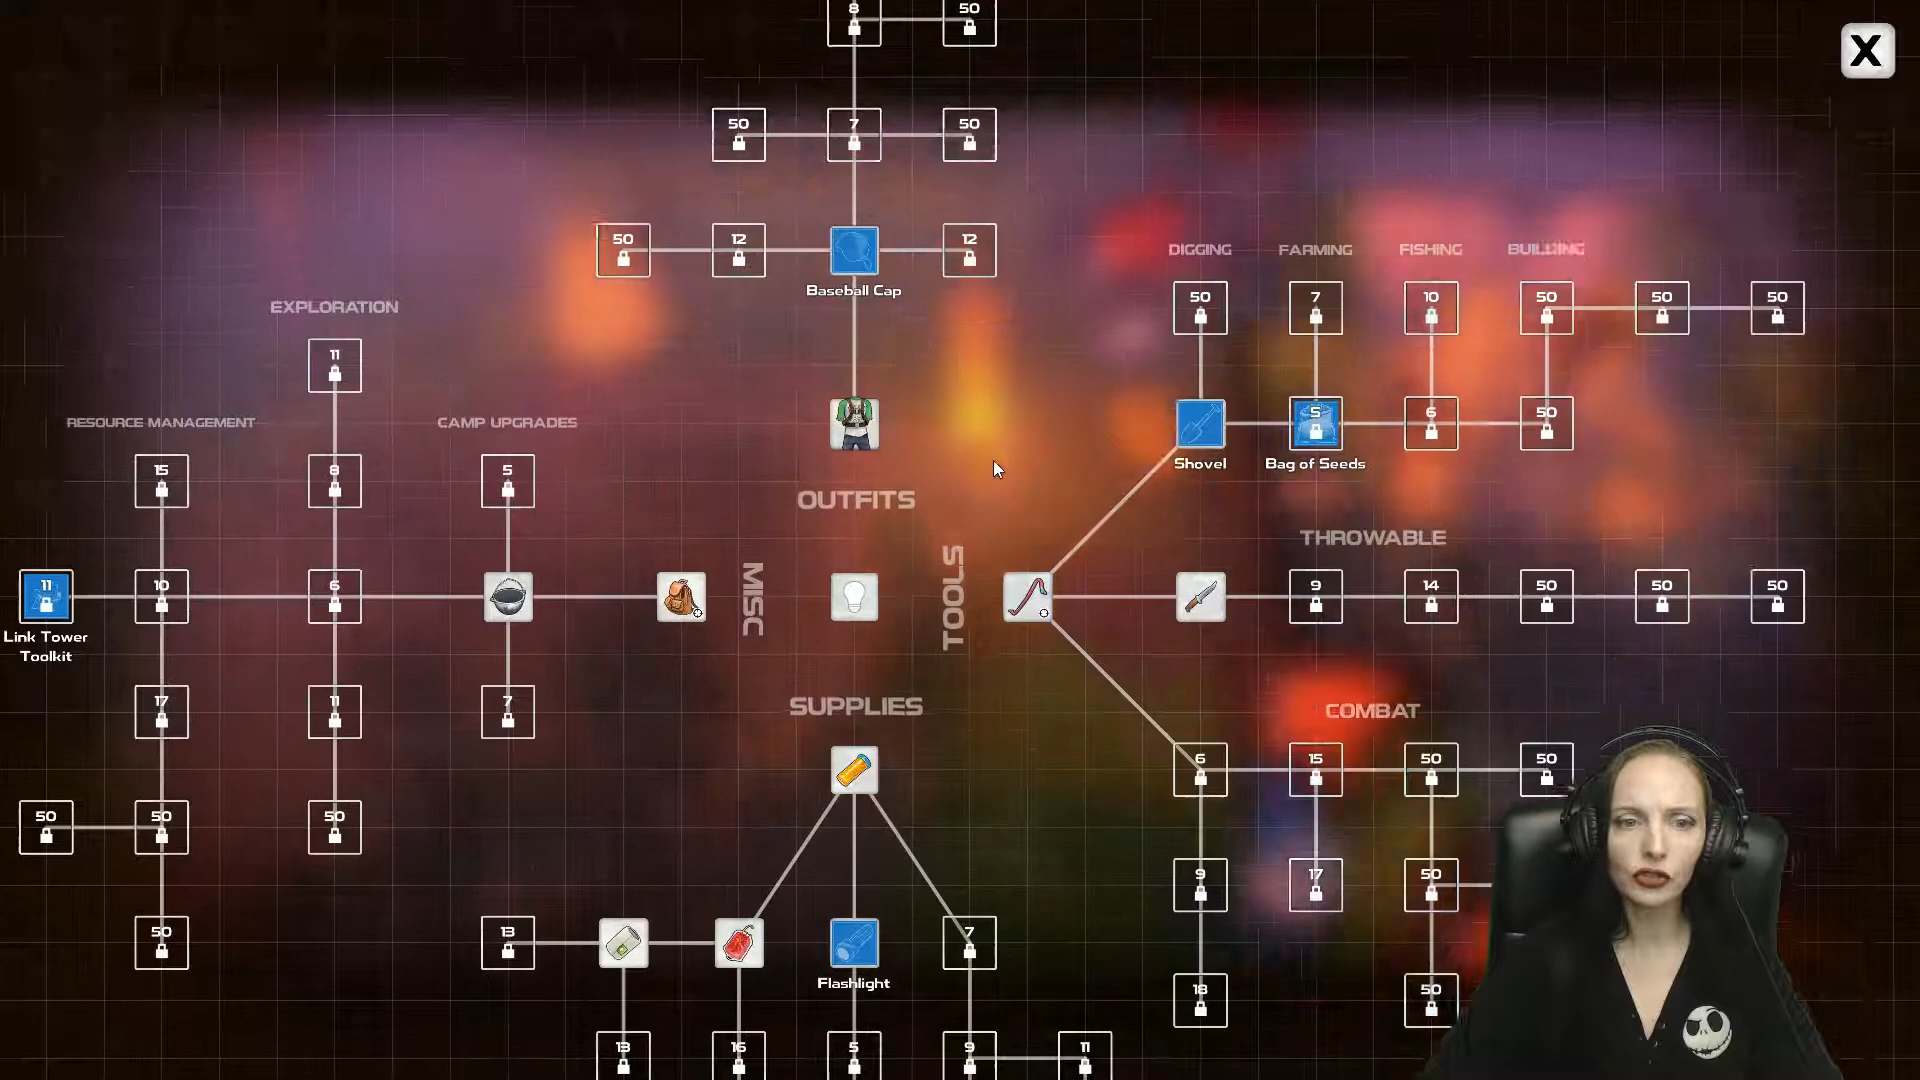 8 50
X
50 7 50
50 12 12
Baseball Cap
DIGGING FARMING FISHING BUILDING
EXPLORATION
50 7 10 50 50 50
11
RESOURCE MANAGEMENT CAMP UPGRADES
5 6 50
Shovel Bag of Seeds
15 8 5
OUTFITS
THROWABLE
MISC
TOOLS
11 10 6 9 14 50 50 50
Link Tower
Toolkit
SUPPLIES
COMBAT
17 11 7
6 15 50 50
50 50 50
9 17 50
50 13 7
Flashlight
18 50
13 16 5 9 11